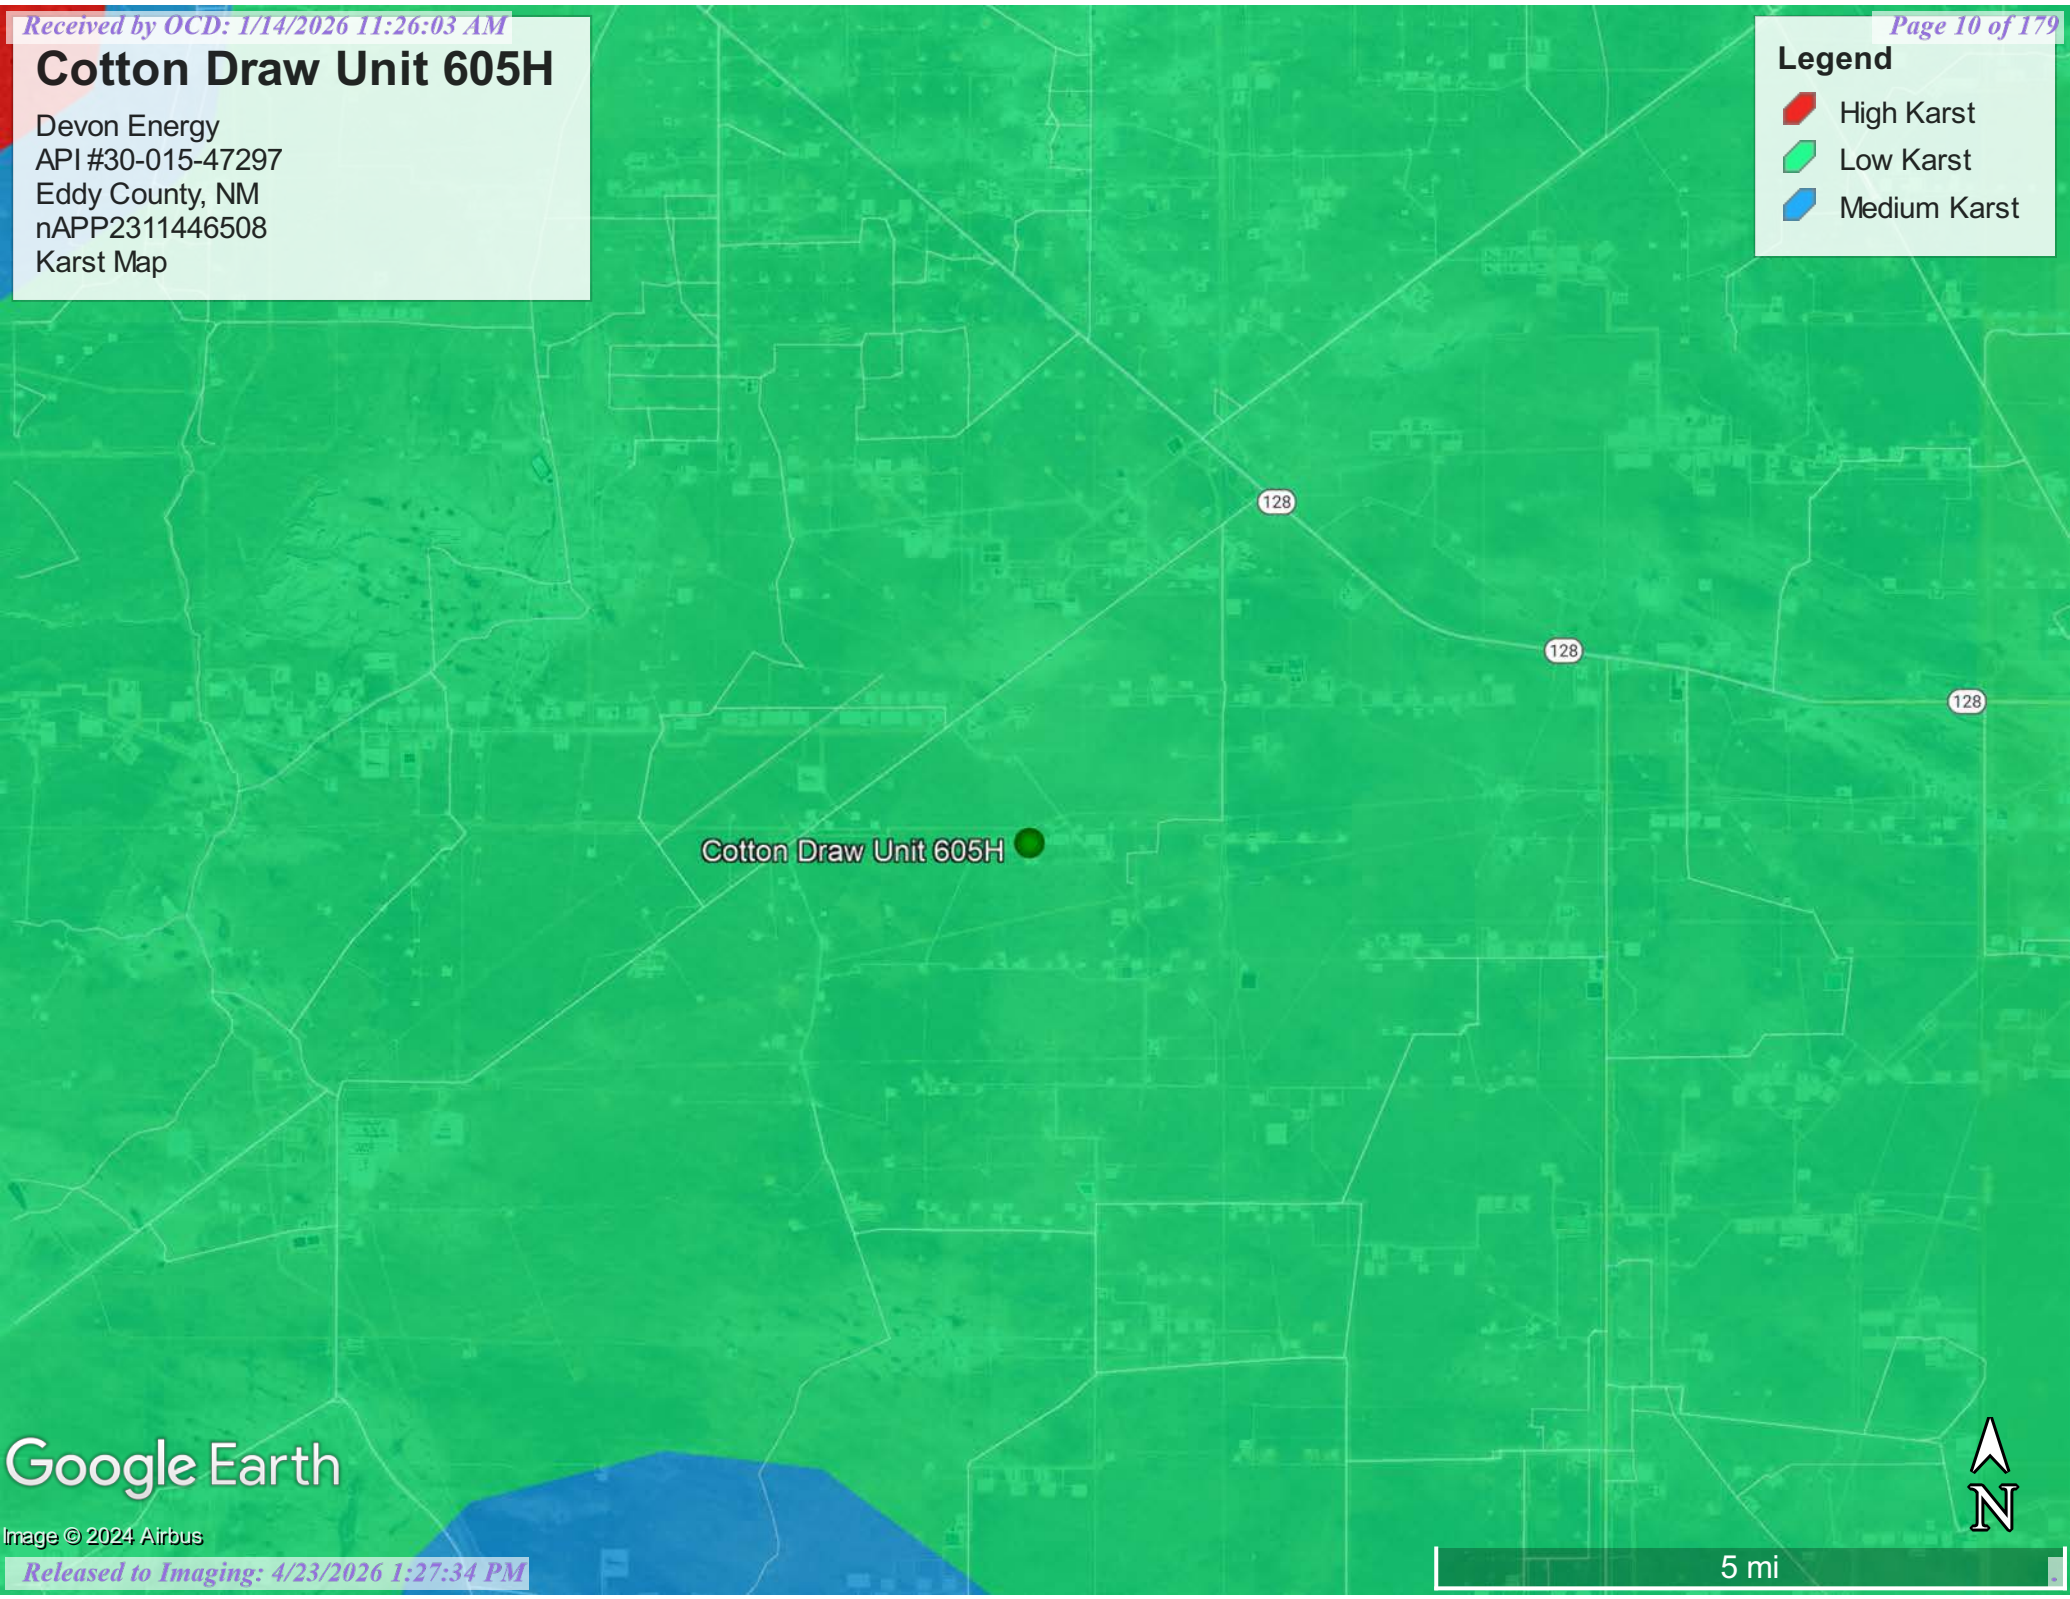 Received by OCD: 1/14/2026 11:26:03 AM
Page 10 of 179
Cotton Draw Unit 605H
Devon Energy
API #30-015-47297
Eddy County, NM
nAPP2311446508
Karst Map
Legend
High Karst
Low Karst
Medium Karst
128
128
128
Cotton Draw Unit 605H
Google Earth
Image © 2024 Airbus
N
5 mi
Released to Imaging: 4/23/2026 1:27:34 PM